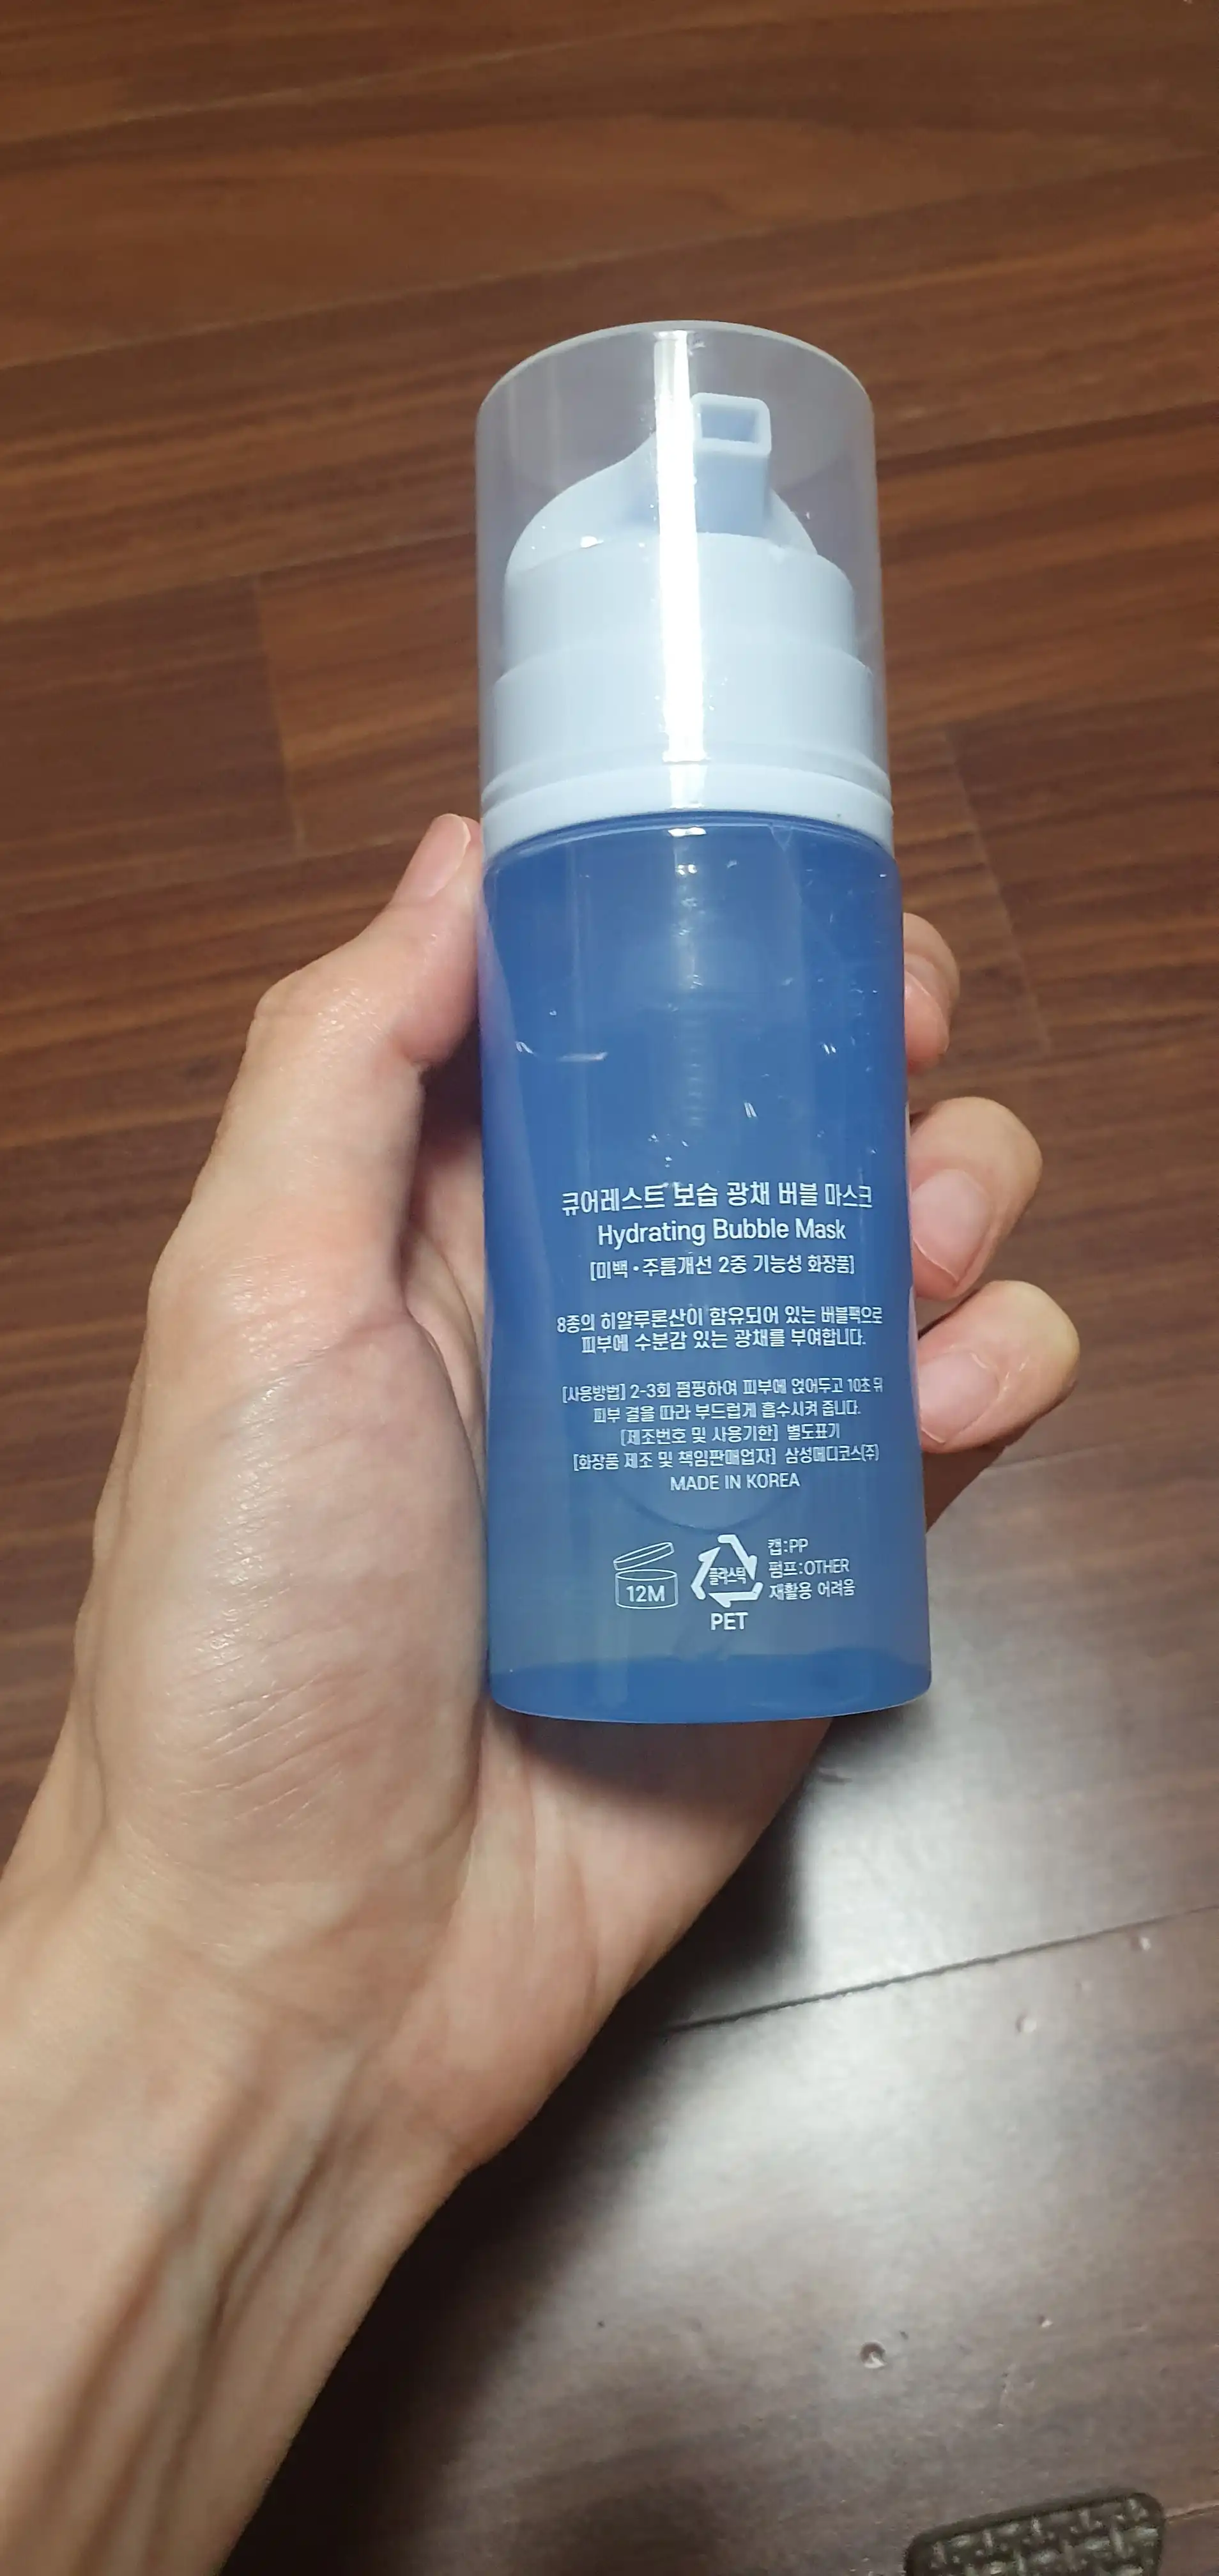 큐어레스트 보습 광채 버블 마스크
Hydrating Bubble Mask
[미백•주름개선 2중 기능성 화장품]
8종의 히알루론산이 함유되어 있는 버블팩으로
피부에 수분감 있는 광채를 부여합니다.
[사용방법] 2-3회 펌핑하여 피부에 얹어두고 10초 뒤
피부 결을 따라 부드럽게 흡수시켜 줍니다.
[제조번호 및 사용기한] 별도표기
[화장품 제조 및 책임판매업자] 삼성메디코스(주)
MADE IN KOREA
12M
플라스틱
PET
캡:PP
펌프:OTHER
재활용 어려움